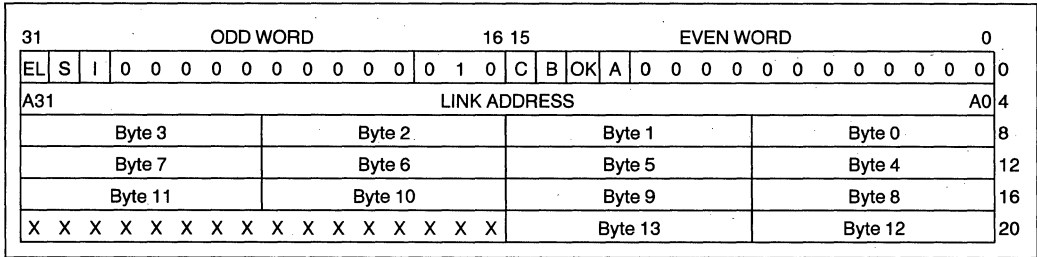 31 ODD WORD 16 15 EVEN WORD 0
EL S I 0 0 0 0 0 0 0 0 0 0 0 1 0 C B OK A 0 0 0 0 0 0 0 0 0 0 0 0 0
A31 LINK ADDRESS A0 4
Byte 3 Byte 2 Byte 1 Byte 0 8
Byte 7 Byte 6 Byte 5 Byte 4 12
Byte 11 Byte 10 Byte 9 Byte 8 16
X X X X X X X X X X X X X X X X Byte 13 Byte 12 20